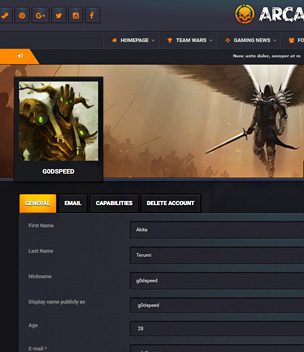 ARCA
HOMEPAGE
TEAM WARS
GAMING NEWS
FO
Nunc ante dolor, semper at m
G0DSPEED
GENERAL
EMAIL
CAPABILITIES
DELETE ACCOUNT
First Name
Akita
Last Name
Terumi
Nickname
g0dspeed
Display name publicly as
g0dspeed
Age
28
E-mail *